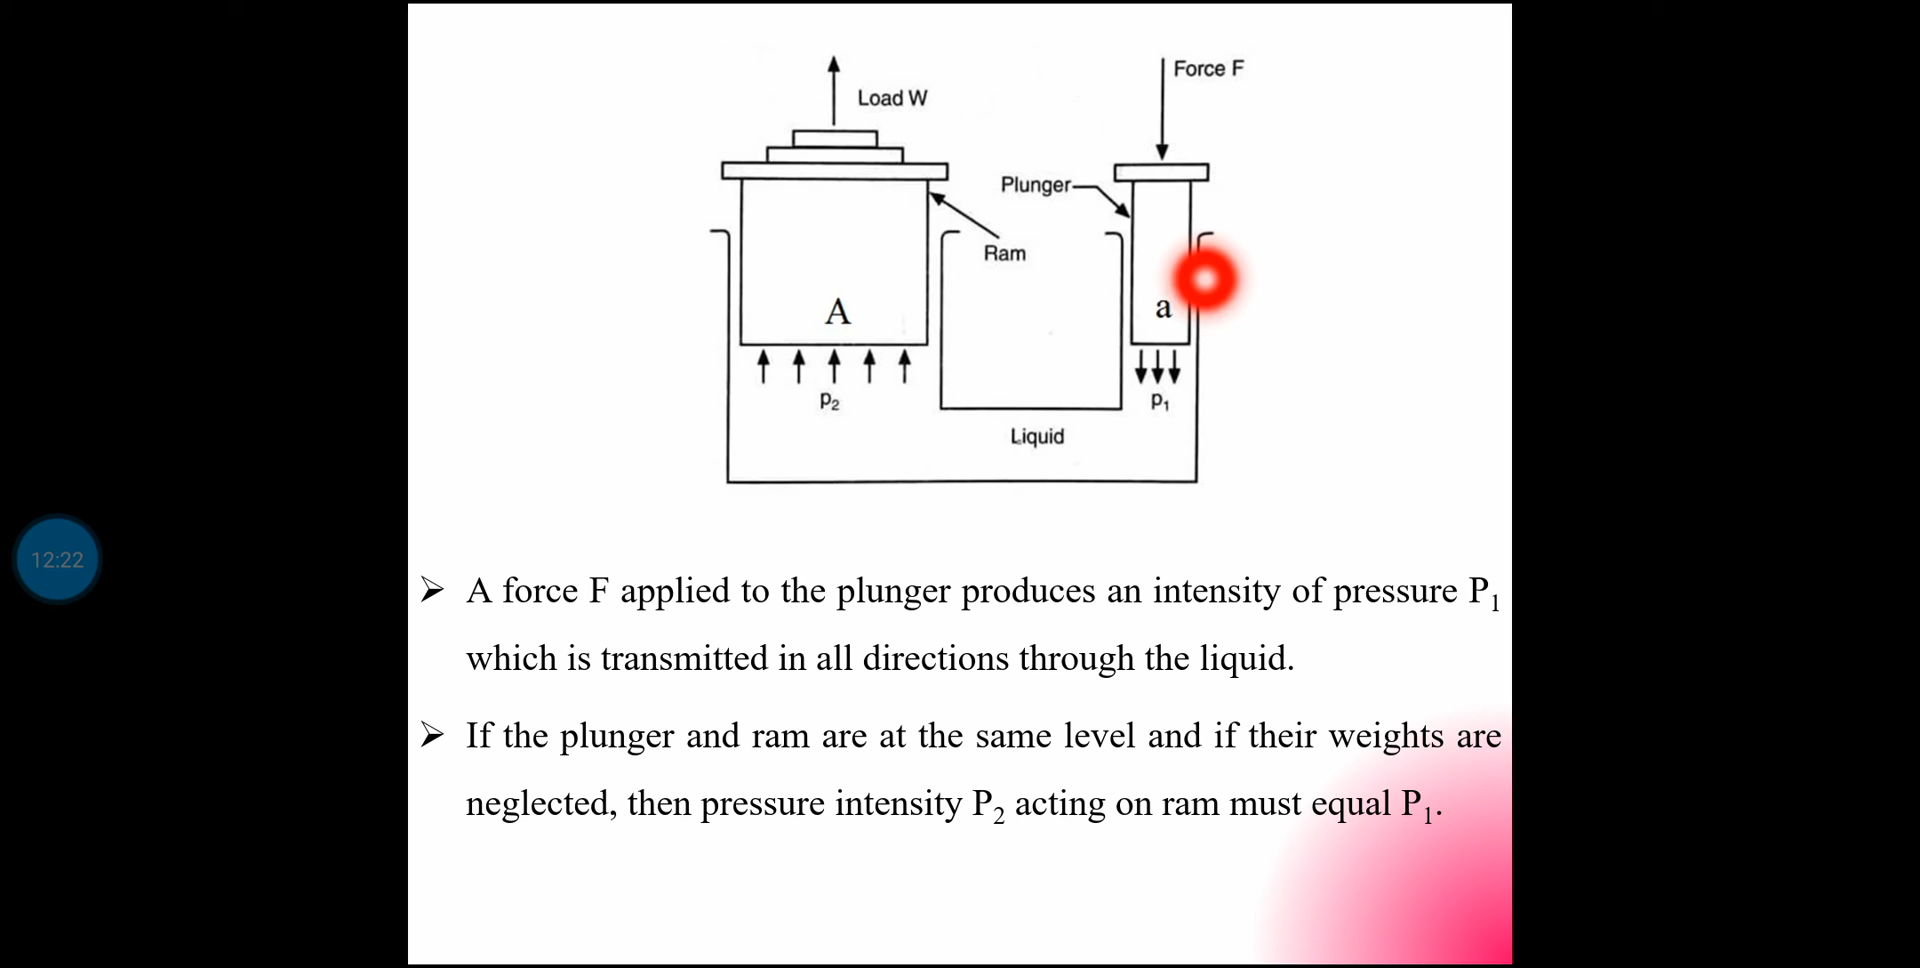 Force F
Load W
Plunger
Ram
A
a
p₂
p₁
Liquid
12:22
➢ A force F applied to the plunger produces an intensity of pressure P₁
which is transmitted in all directions through the liquid.
➢ If the plunger and ram are at the same level and if their weights are
neglected, then pressure intensity P₂ acting on ram must equal P₁.